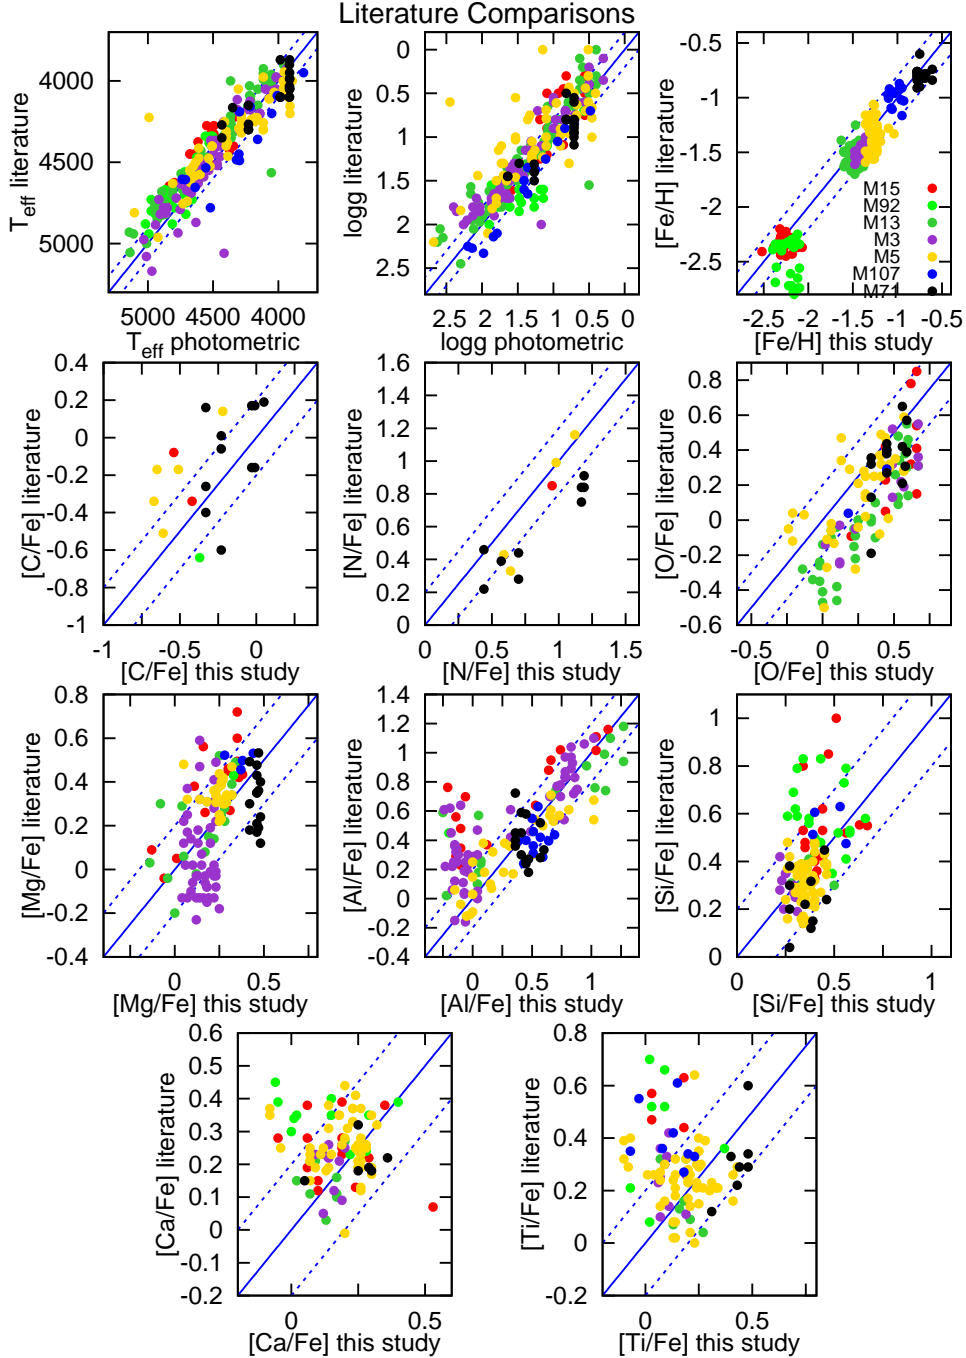 Literature Comparisons
4000
4500
5000
T_eff literature
5000 4500 4000
T_eff photometric
0
0.5
1
1.5
2
2.5
logg literature
2.5 2 1.5 1 0.5 0
logg photometric
-0.5
-1
-1.5
-2
-2.5
[Fe/H] literature
M15
M92
M13
M3
M5
M107
M71
-2.5 -2 -1.5 -1 -0.5
[Fe/H] this study
0.4
0.2
0
-0.2
-0.4
-0.6
-0.8
-1
[C/Fe] literature
-1 -0.5 0
[C/Fe] this study
1.6
1.4
1.2
1
0.8
0.6
0.4
0.2
0
[N/Fe] literature
0 0.5 1 1.5
[N/Fe] this study
0.8
0.6
0.4
0.2
0
-0.2
-0.4
-0.6
[O/Fe] literature
-0.5 0 0.5
[O/Fe] this study
0.8
0.6
0.4
0.2
0
-0.2
-0.4
[Mg/Fe] literature
0 0.5
[Mg/Fe] this study
1.4
1.2
1
0.8
0.6
0.4
0.2
0
-0.2
-0.4
[Al/Fe] literature
0 0.5 1
[Al/Fe] this study
1
0.8
0.6
0.4
0.2
0
[Si/Fe] literature
0 0.5 1
[Si/Fe] this study
0.6
0.5
0.4
0.3
0.2
0.1
0
-0.1
-0.2
[Ca/Fe] literature
0 0.5
[Ca/Fe] this study
0.8
0.6
0.4
0.2
0
-0.2
[Ti/Fe] literature
0 0.5
[Ti/Fe] this study